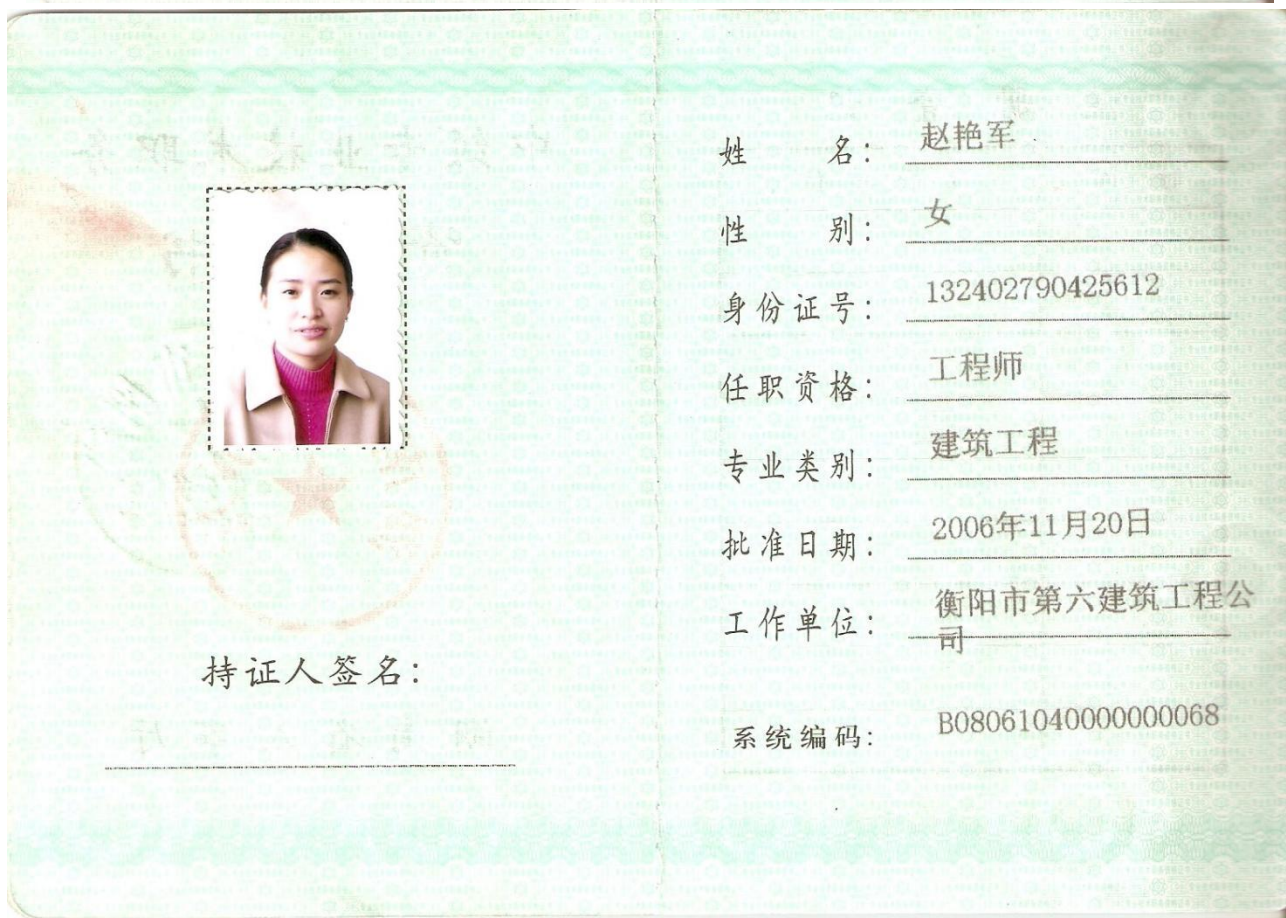 持证人签名:
姓 名: 赵艳军
性 别: 女
身份证号: 132402790425612
任职资格: 工程师
专业类别: 建筑工程
批准日期: 2006年11月20日
工作单位: 衡阳市第六建筑工程公
司
系统编码: B08061040000000068